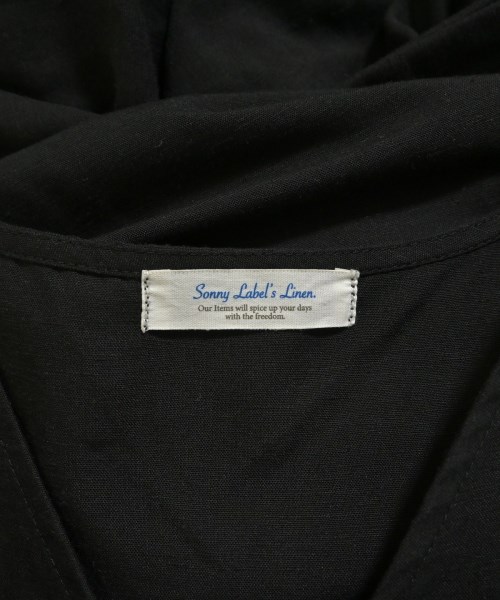 Sonny Label's Linen.
Our Items will spice up your days
with the freedom.